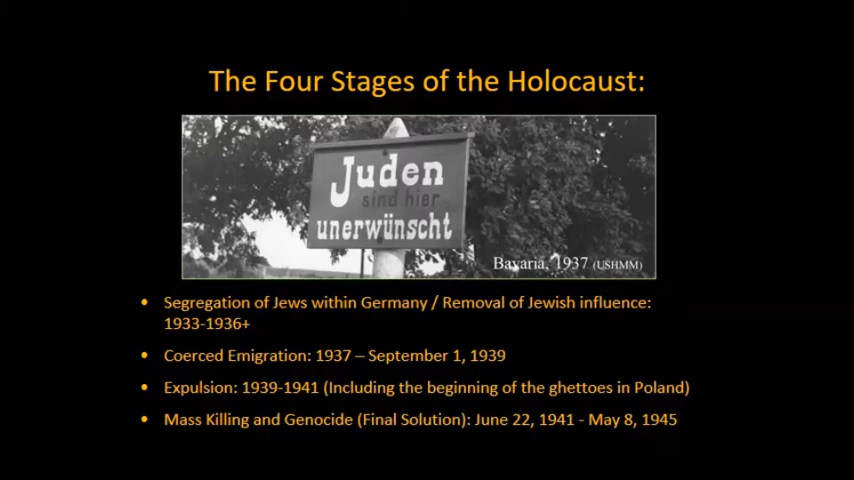 The Four Stages of the Holocaust:
Juden
sind hier
unerwünscht
Bavaria, 1937 (USHMM)
• Segregation of Jews within Germany / Removal of Jewish influence:
1933-1936+
• Coerced Emigration: 1937 – September 1, 1939
• Expulsion: 1939-1941 (Including the beginning of the ghettoes in Poland)
• Mass Killing and Genocide (Final Solution): June 22, 1941 - May 8, 1945